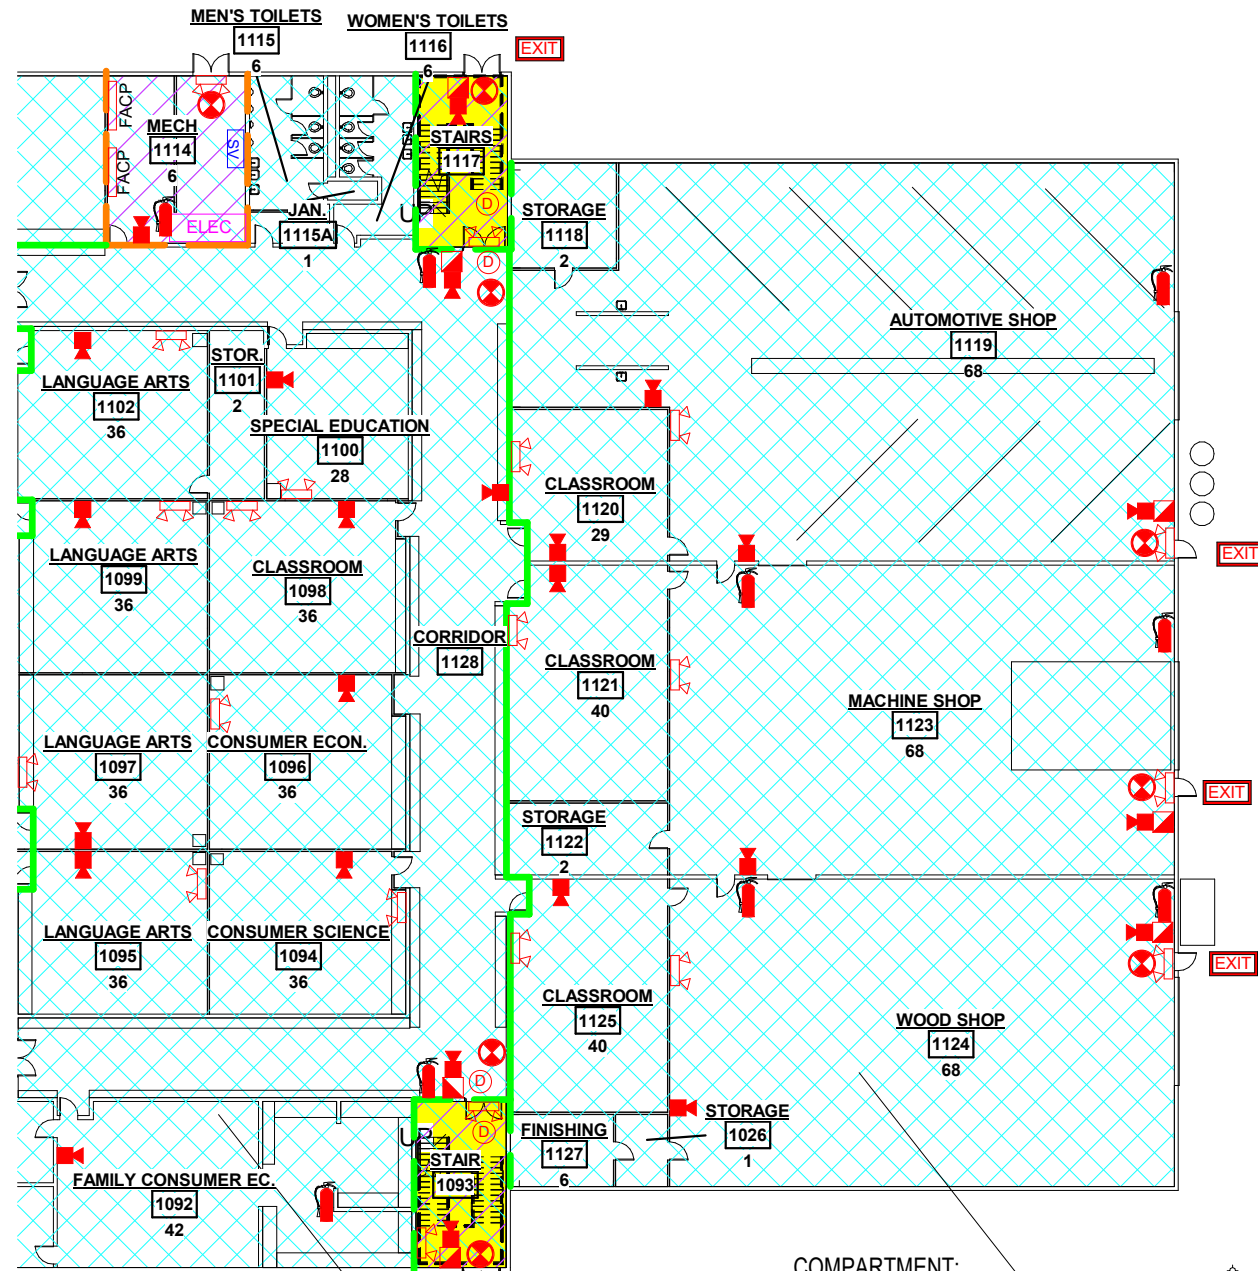 MEN'S TOILETS
1115
6
WOMEN'S TOILETS
1116
6
EXIT
FACP
FACP
MECH
1114
6
SV
ELEC
JAN.
1115A
1
STAIRS
1117
UP
D
D
STORAGE
1118
2
AUTOMOTIVE SHOP
1119
68
LANGUAGE ARTS
1102
36
STOR.
1101
2
SPECIAL EDUCATION
1100
28
CLASSROOM
1120
29
EXIT
LANGUAGE ARTS
1099
36
CLASSROOM
1098
36
CORRIDOR
1128
CLASSROOM
1121
40
MACHINE SHOP
1123
68
LANGUAGE ARTS
1097
36
CONSUMER ECON.
1096
36
EXIT
STORAGE
1122
2
LANGUAGE ARTS
1095
36
CONSUMER SCIENCE
1094
36
CLASSROOM
1125
40
WOOD SHOP
1124
68
EXIT
D
D
UP
STAIR
1093
FINISHING
1127
6
STORAGE
1026
1
FAMILY CONSUMER EC.
1092
42
COMPARTMENT: